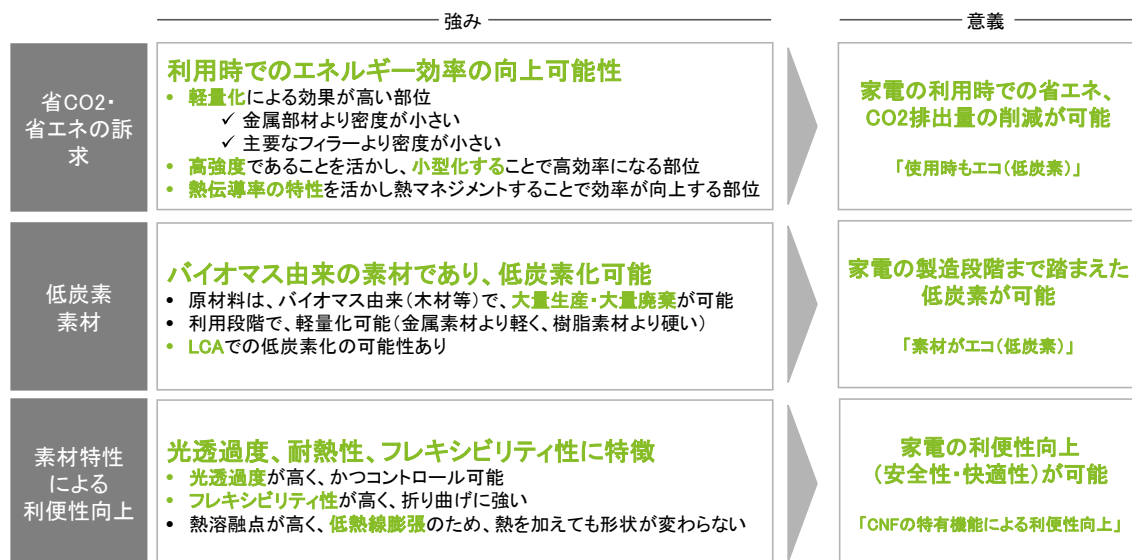 強み
意義
省CO2・
省エネの訴
求
利用時でのエネルギー効率の向上可能性
• 軽量化による効果が高い部位
✓ 金属部材より密度が小さい
✓ 主要なフィラーより密度が小さい
• 高強度であることを活かし、小型化することで高効率になる部位
• 熱伝導率の特性を活かし熱マネジメントすることで効率が向上する部位
家電の利用時での省エネ、
CO2排出量の削減が可能
「使用時もエコ(低炭素)」
低炭素
素材
バイオマス由来の素材であり、低炭素化可能
• 原材料は、バイオマス由来(木材等)で、大量生産・大量廃棄が可能
• 利用段階で、軽量化可能(金属素材より軽く、樹脂素材より硬い)
• LCAでの低炭素化の可能性あり
家電の製造段階まで踏まえた
低炭素が可能
「素材がエコ(低炭素)」
素材特性
による
利便性向上
光透過度、耐熱性、フレキシビリティ性に特徴
• 光透過度が高く、かつコントロール可能
• フレキシビリティ性が高く、折り曲げに強い
• 熱溶融点が高く、低熱線膨張のため、熱を加えても形状が変わらない
家電の利便性向上
(安全性・快適性)が可能
「CNFの特有機能による利便性向上」